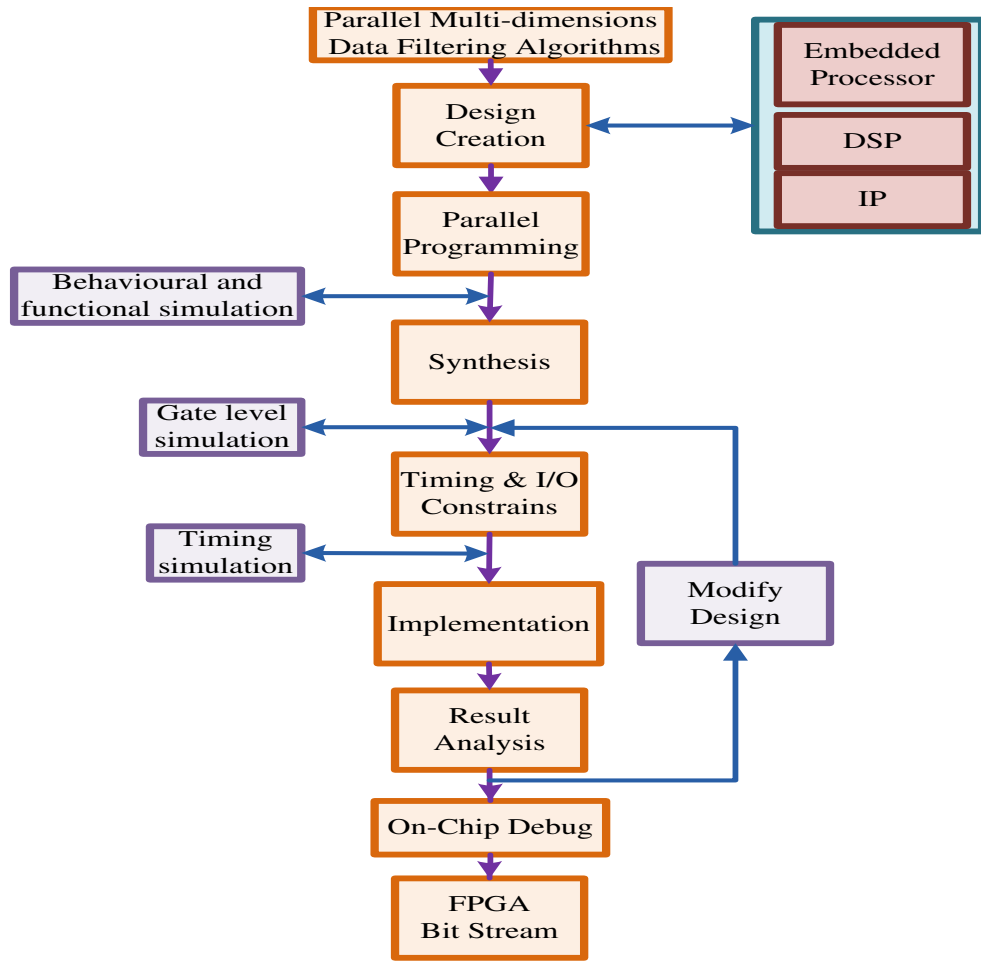 Parallel Multi-dimensions
Data Filtering Algorithms
Embedded
Processor
Design
Creation
DSP
IP
Parallel
Programming
Behavioural and
functional simulation
Synthesis
Gate level
simulation
Timing & I/O
Constrains
Timing
simulation
Modify
Design
Implementation
Result
Analysis
On-Chip Debug
FPGA
Bit Stream